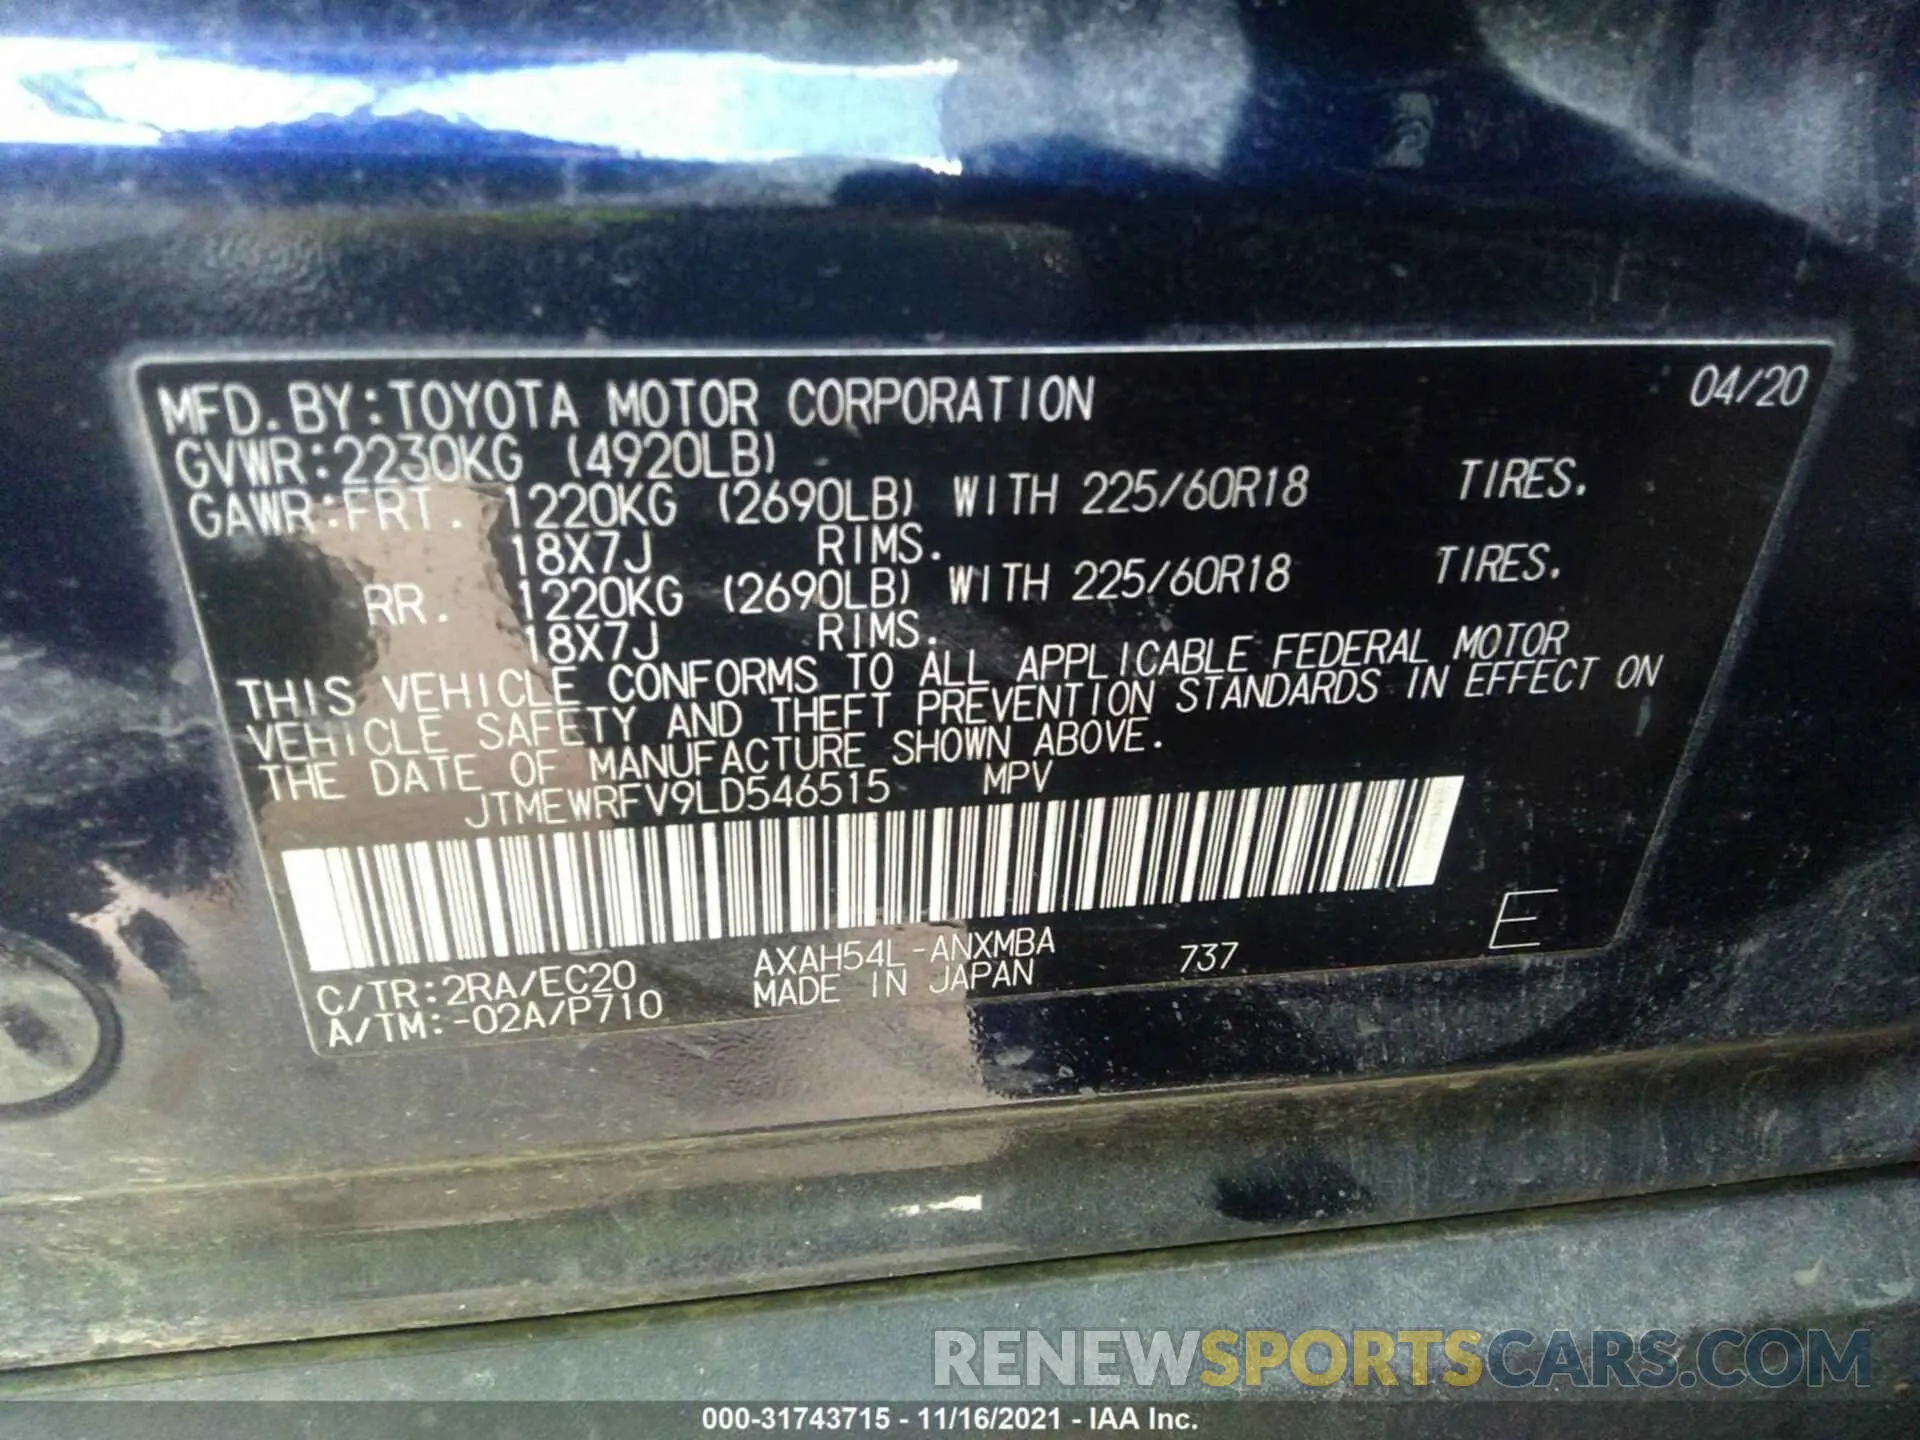 MFD. BY: TOYOTA MOTOR CORPORATION 04/20
GVWR: 2230KG (4920LB)
GAWR: FRT. 1220KG (2690LB) WITH 225/60R18 TIRES.
18X7J RIMS.
RR. 1220KG (2690LB) WITH 225/60R18 TIRES.
18X7J RIMS.
THIS VEHICLE CONFORMS TO ALL APPLICABLE FEDERAL MOTOR
VEHICLE SAFETY AND THEFT PREVENTION STANDARDS IN EFFECT ON
THE DATE OF MANUFACTURE SHOWN ABOVE.
JTMEWRFV9LD546515 MPV
E
C/TR: 2RA/EC20 AXAH54L-ANXMBA 737
A/TM: -02A/P710 MADE IN JAPAN
RENEWSPORTSCARS.COM
000-31743715 - 11/16/2021 - IAA Inc.